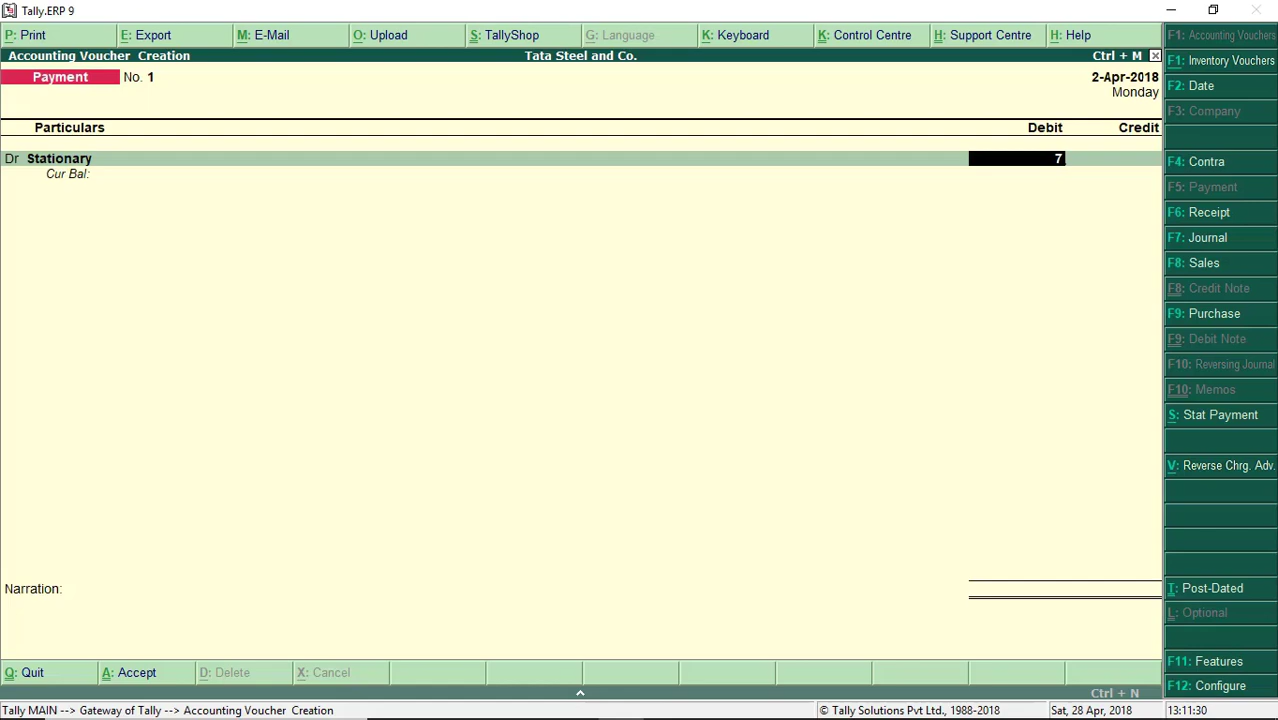 Tally.ERP 9
P: Print E: Export M: E-Mail O: Upload S: TallyShop G: Language K: Keyboard K: Control Centre H: Support Centre H: Help
Accounting Voucher Creation Tata Steel and Co. Ctrl + M
Payment No. 1 2-Apr-2018
Monday
Particulars Debit Credit
Dr Stationary 7
Cur Bal:
Narration:
F1: Accounting Vouchers
F1: Inventory Vouchers
F2: Date
F3: Company
F4: Contra
F5: Payment
F6: Receipt
F7: Journal
F8: Sales
F8: Credit Note
F9: Purchase
F9: Debit Note
F10: Reversing Journal
F10: Memos
S: Stat Payment
V: Reverse Chrg. Adv.
T: Post-Dated
L: Optional
F11: Features
F12: Configure
Q: Quit A: Accept D: Delete X: Cancel
Ctrl + N
Tally MAIN --> Gateway of Tally --> Accounting Voucher Creation © Tally Solutions Pvt Ltd., 1988-2018 Sat, 28 Apr, 2018 13:11:30